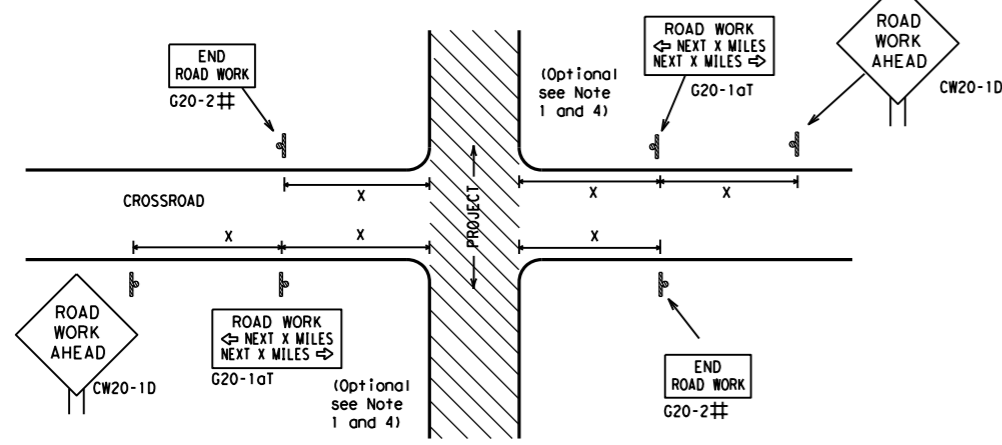 END
ROAD WORK
G20-2#
(Optional
see Note
1 and 4)
ROAD WORK
⇦ NEXT X MILES
NEXT X MILES ⇨
G20-1aT
ROAD
WORK
AHEAD
CW20-1D
X
X
X
CROSSROAD
PROJECT
X
X
X
ROAD
WORK
AHEAD
CW20-1D
ROAD WORK
⇦ NEXT X MILES
NEXT X MILES ⇨
G20-1aT
(Optional
see Note
1 and 4)
END
ROAD WORK
G20-2#